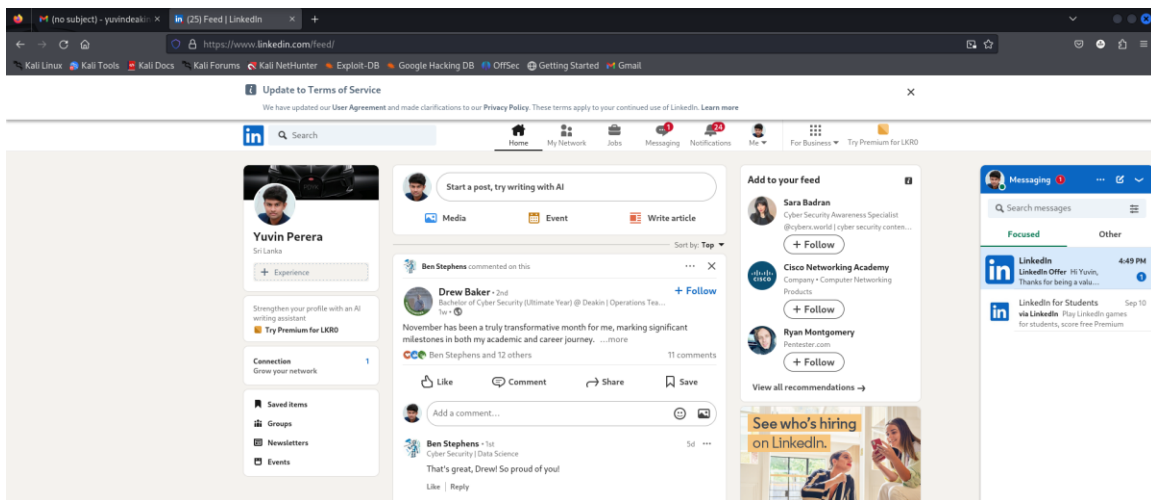 M (no subject) - yuvindeakin ×
in (25) Feed | LinkedIn ×
https://www.linkedin.com/feed/
Kali Linux Kali Tools Kali Docs Kali Forums Kali NetHunter Exploit-DB Google Hacking DB OffSec Getting Started Gmail
Update to Terms of Service
We have updated our User Agreement and made clarifications to our Privacy Policy. These terms apply to your continued use of LinkedIn. Learn more
in
Search
Home
My Network
Jobs
Messaging 1
Notifications 24
Me
For Business
Try Premium for LKR0
Yuvin Perera
Sri Lanka
+ Experience
Strengthen your profile with an AI
writing assistant
Try Premium for LKR0
Connection 1
Grow your network
Saved items
Groups
Newsletters
Events
Start a post, try writing with AI
Media
Event
Write article
Sort by: Top
Ben Stephens commented on this
Drew Baker • 2nd
+ Follow
Bachelor of Cyber Security (Ultimate Year) @ Deakin | Operations Tea...
1w •
November has been a truly transformative month for me, marking significant
milestones in both my academic and career journey. ...more
Ben Stephens and 12 others
11 comments
Like
Comment
Share
Save
Add a comment...
Ben Stephens • 1st
5d
Cyber Security | Data Science
That's great, Drew! So proud of you!
Like | Reply
Add to your feed
Sara Badran
Cyber Security Awareness Specialist
@cyberx.world | cyber security conten...
+ Follow
CISCO
Cisco Networking Academy
Company • Computer Networking
Products
+ Follow
Ryan Montgomery
Pentester.com
+ Follow
View all recommendations →
See who's hiring
on LinkedIn.
Messaging 1
Search messages
Focused
Other
in
LinkedIn 4:49 PM
LinkedIn Offer Hi Yuvin,
Thanks for being a valu... 1
in
LinkedIn for Students Sep 10
via LinkedIn Play LinkedIn games
for students, score free Premium